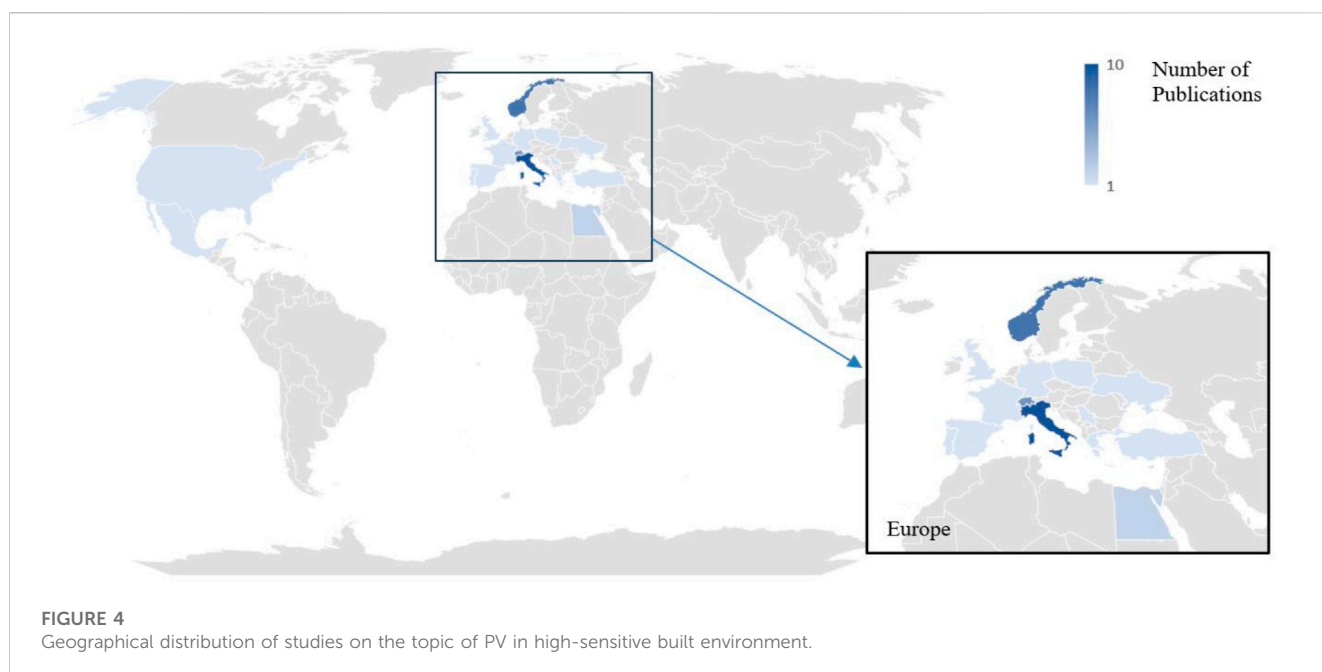 10
Number of
Publications
1
Europe
FIGURE 4
Geographical distribution of studies on the topic of PV in high-sensitive built environment.